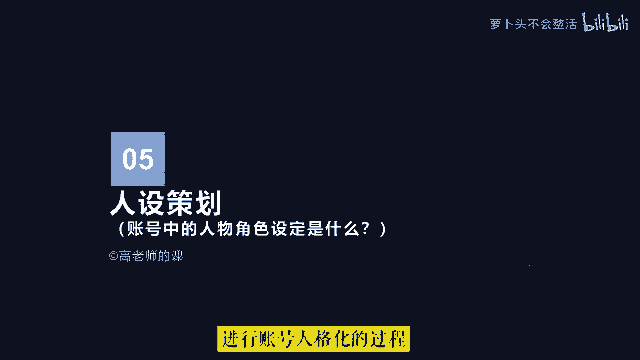 萝卜头不会整活 bilibili
05
人设策划
（账号中的人物角色设定是什么？）
©高老师的课
进行账号人格化的过程